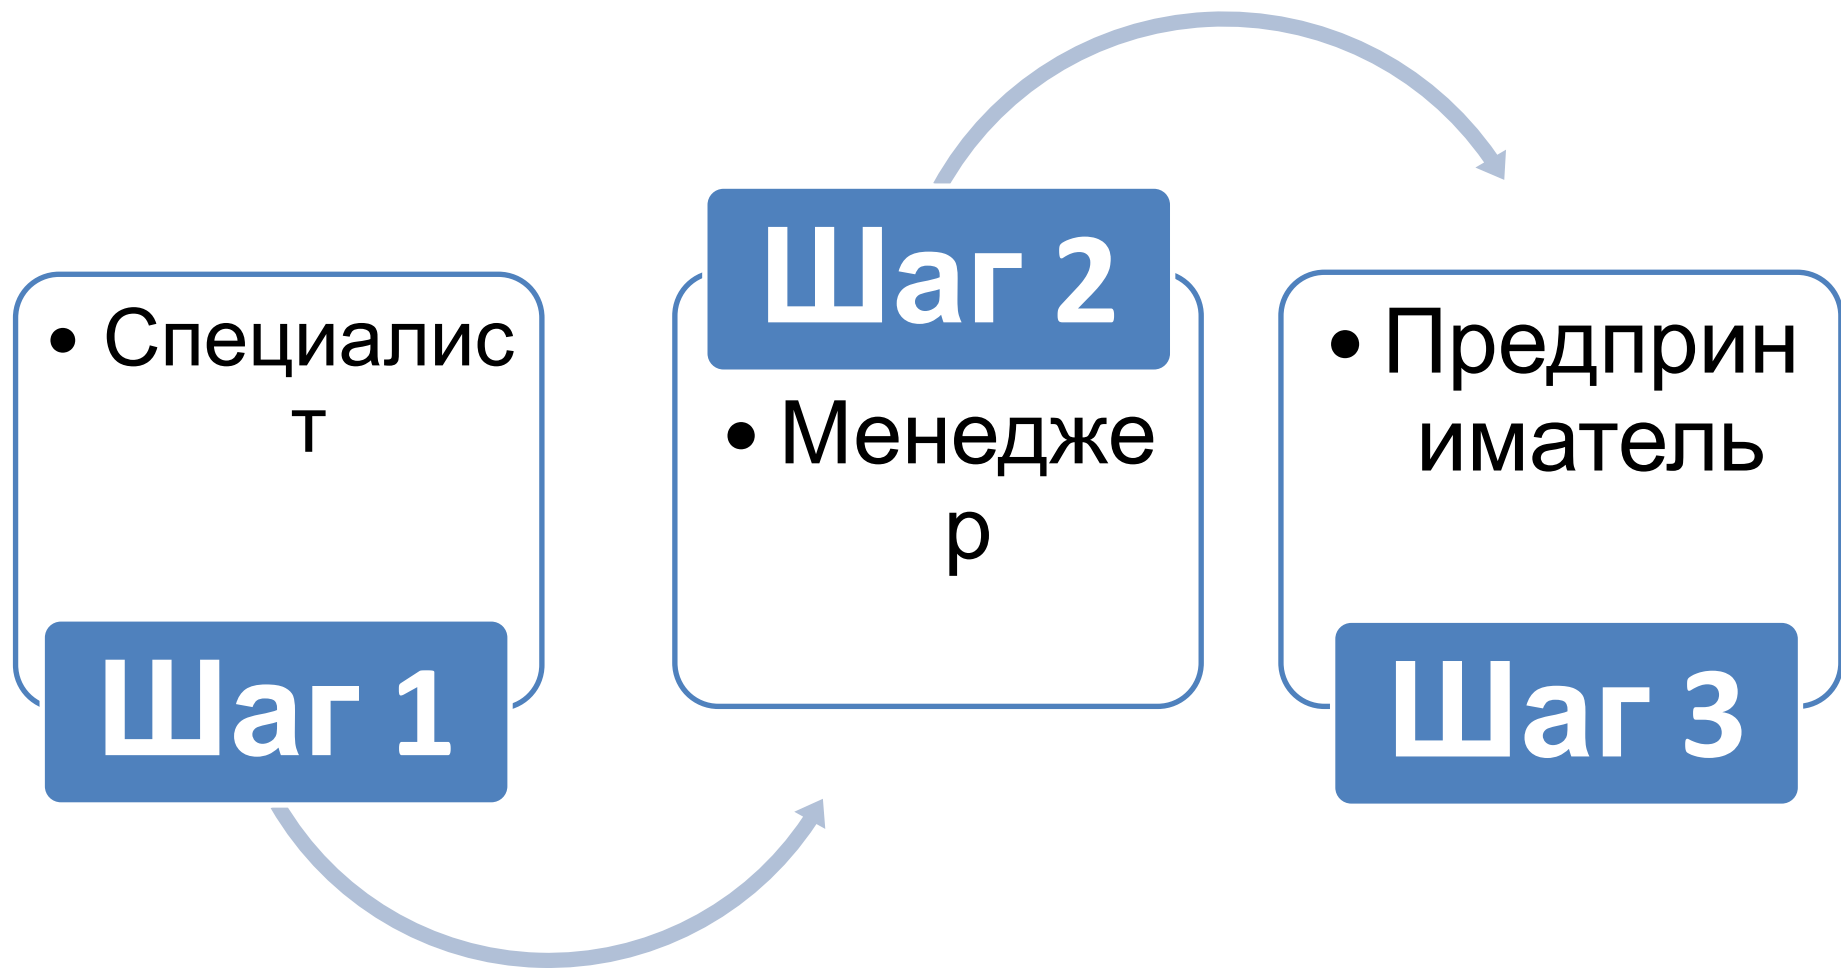 • Специалис
т
Шаг 1
Шаг 2
• Менедже
р
• Предприн
иматель
Шаг 3